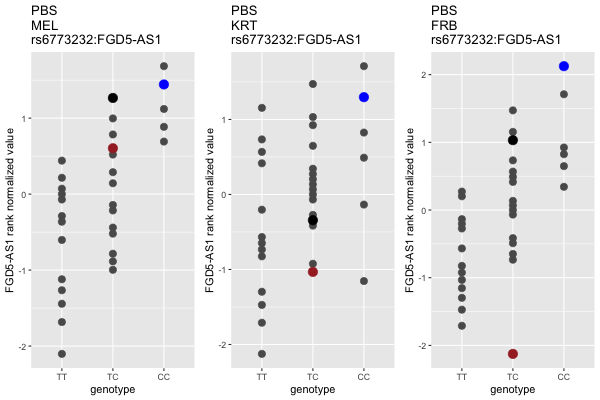 PBS
MEL
rs6773232:FGD5-AS1
FGD5-AS1 rank normalized value
1
0
-1
-2
TT
TC
CC
genotype
PBS
KRT
rs6773232:FGD5-AS1
FGD5-AS1 rank normalized value
1
0
-1
-2
TT
TC
CC
genotype
PBS
FRB
rs6773232:FGD5-AS1
FGD5-AS1 rank normalized value
2
1
0
-1
-2
TT
TC
CC
genotype